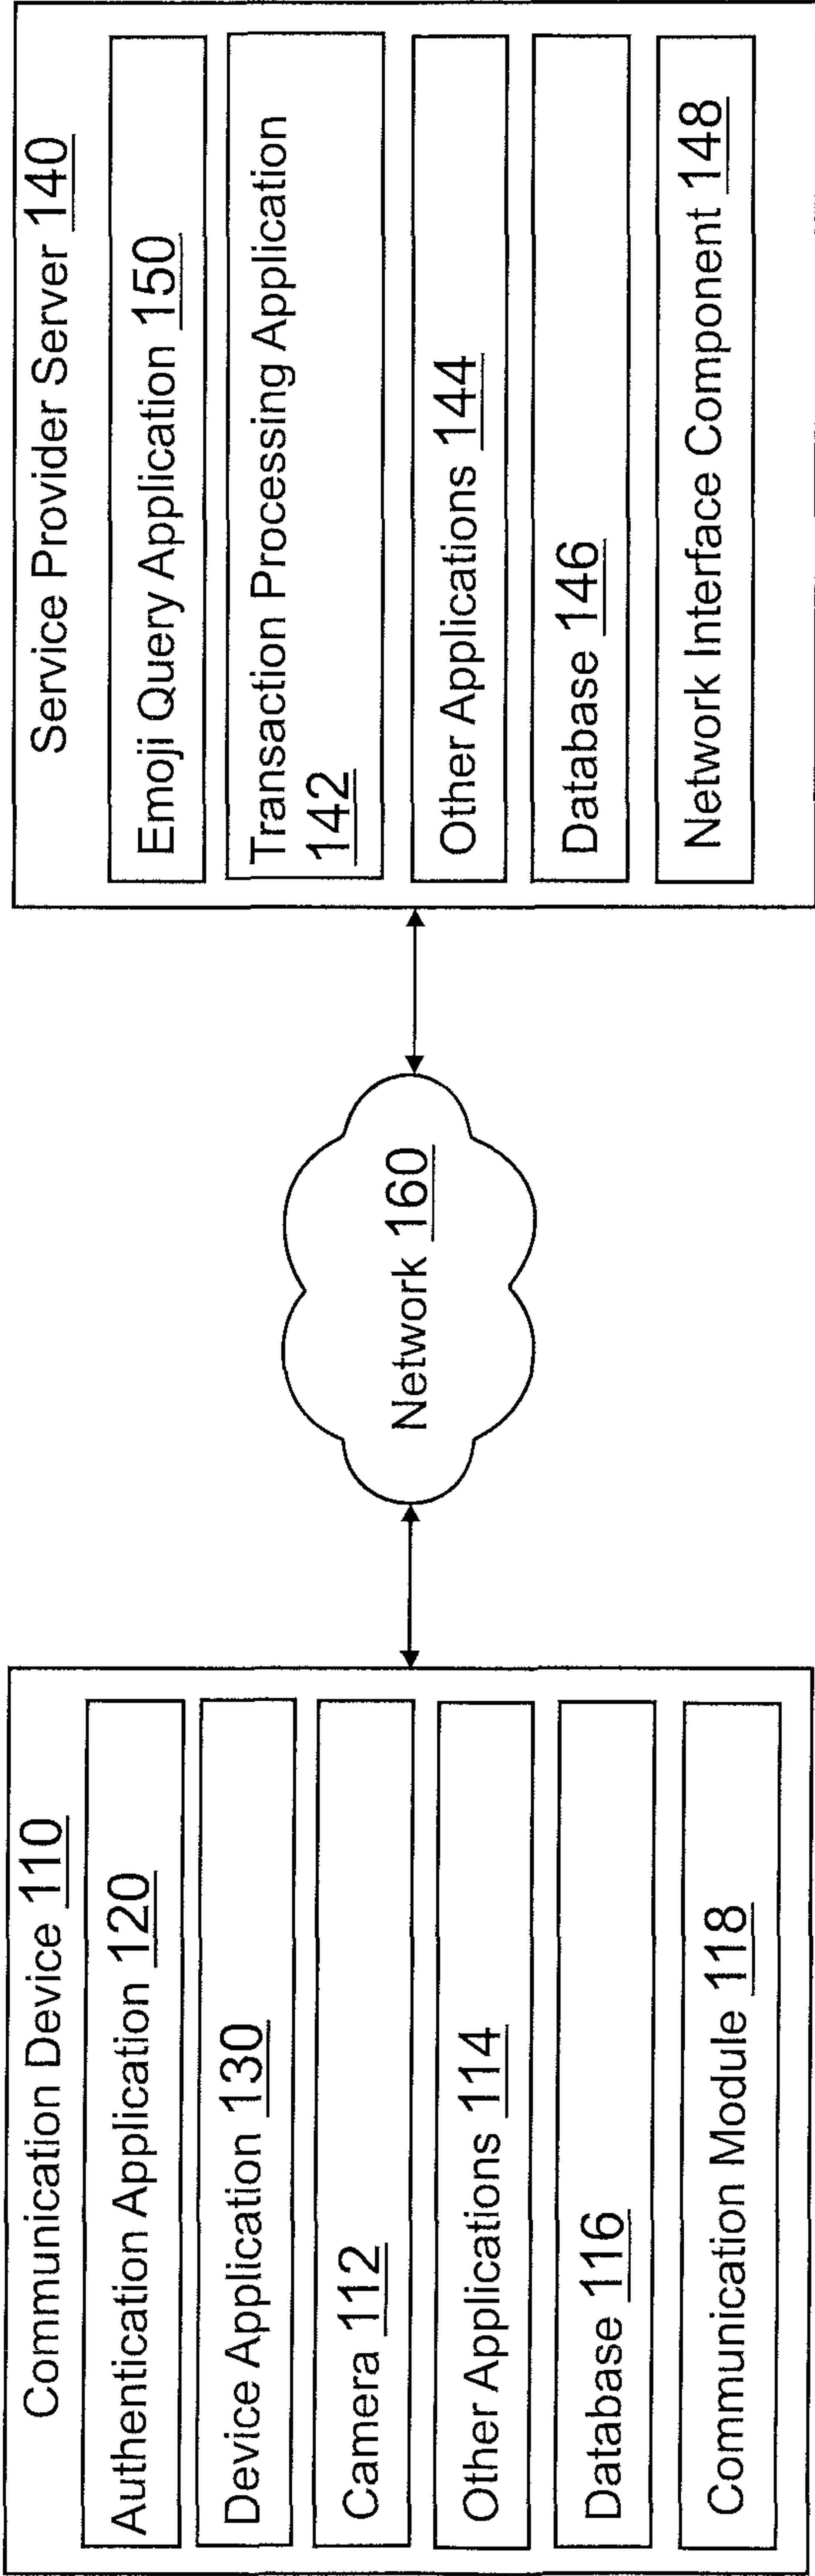 Communication Device 110
Authentication Application 120
Device Application 130
Camera 112
Other Applications 114
Database 116
Communication Module 118
Network 160
Service Provider Server 140
Emoji Query Application 150
Transaction Processing Application
142
Other Applications 144
Database 146
Network Interface Component 148